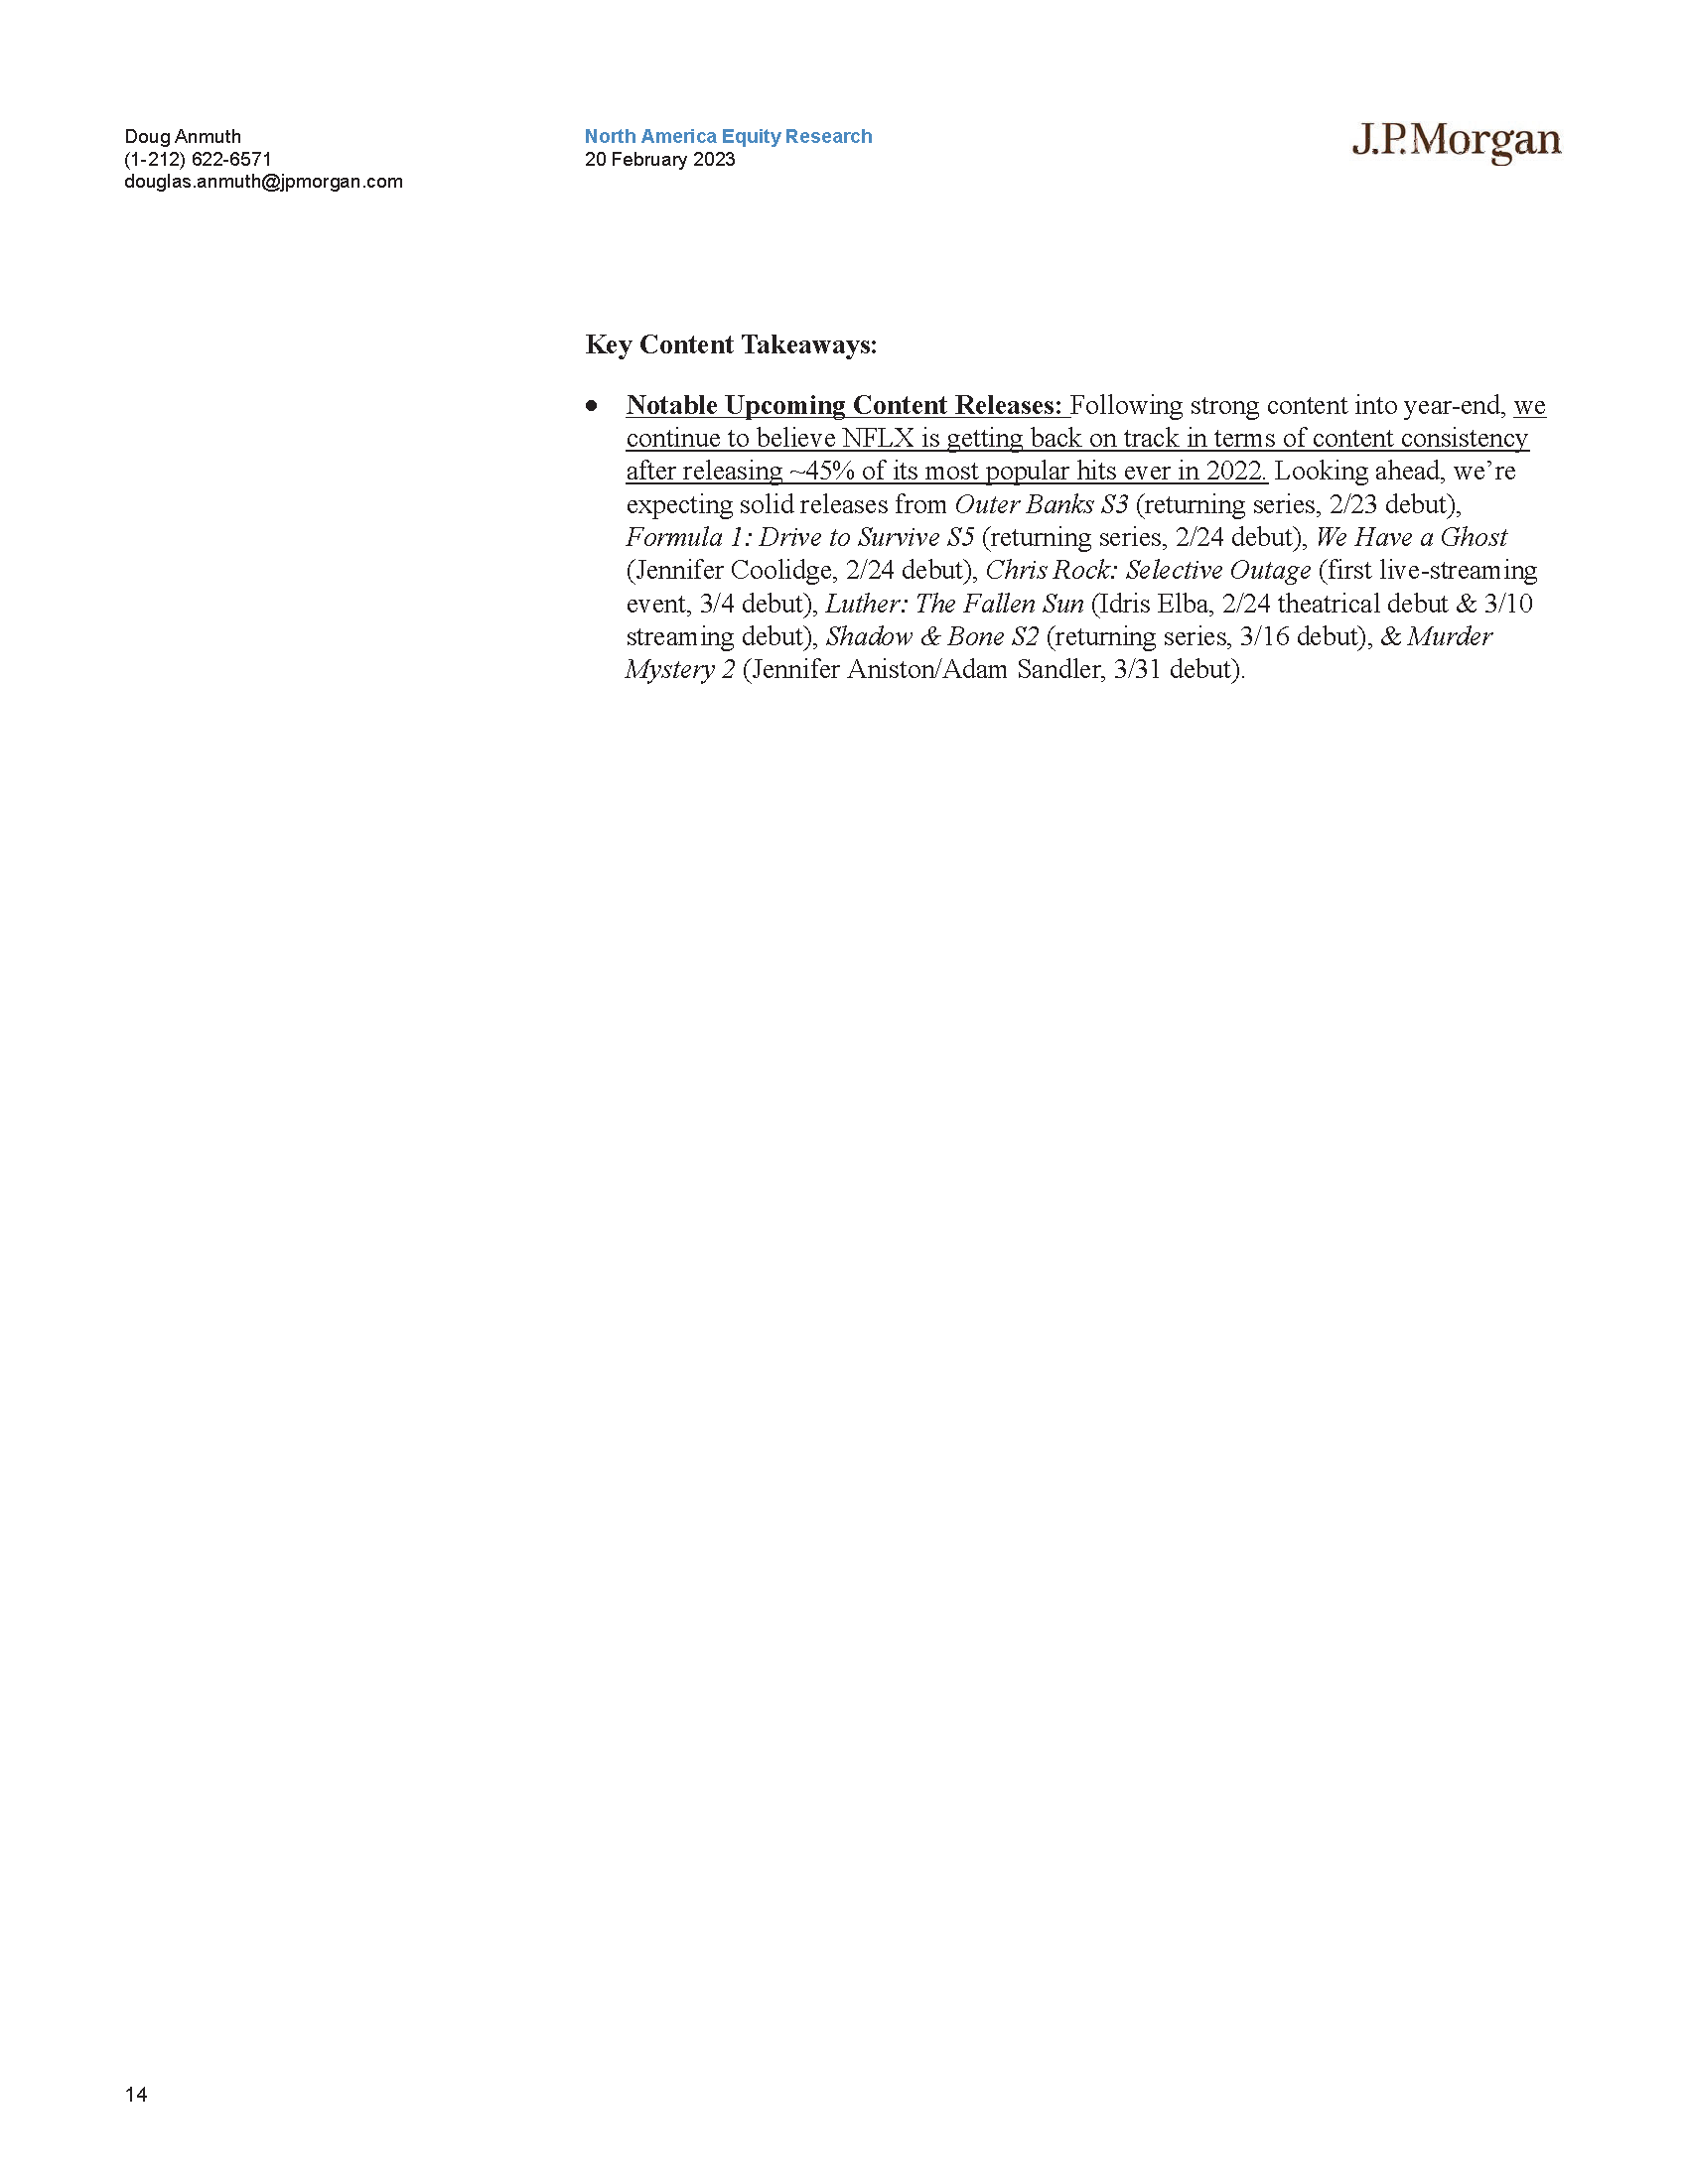 Doug Anmuth
(1-212) 622-6571
douglas.anmuth@jpmorgan.com
North America Equity Research
20 February 2023
J.P.Morgan
Key Content Takeaways:
● Notable Upcoming Content Releases: Following strong content into year-end, we
continue to believe NFLX is getting back on track in terms of content consistency
after releasing ~45% of its most popular hits ever in 2022. Looking ahead, we’re
expecting solid releases from Outer Banks S3 (returning series, 2/23 debut),
Formula 1: Drive to Survive S5 (returning series, 2/24 debut), We Have a Ghost
(Jennifer Coolidge, 2/24 debut), Chris Rock: Selective Outage (first live-streaming
event, 3/4 debut), Luther: The Fallen Sun (Idris Elba, 2/24 theatrical debut & 3/10
streaming debut), Shadow & Bone S2 (returning series, 3/16 debut), & Murder
Mystery 2 (Jennifer Aniston/Adam Sandler, 3/31 debut).
14